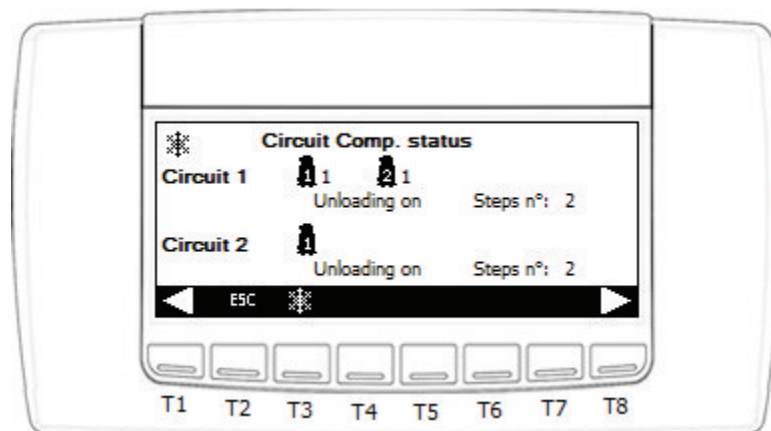 Circuit Comp. status
Circuit 1 1 1 2 1
Unloading on Steps n°: 2
Circuit 2 1
Unloading on Steps n°: 2
ESC
T1 T2 T3 T4 T5 T6 T7 T8